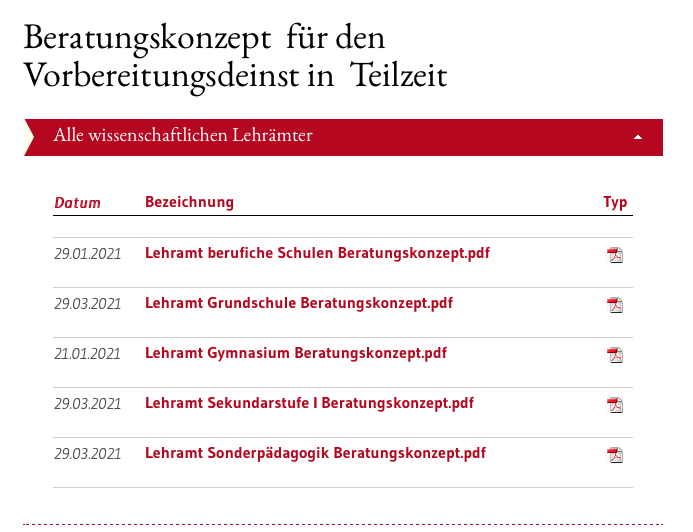 Beratungskonzept für den
Vorbereitungsdeinst in Teilzeit
Alle wissenschaftlichen Lehrämter
Datum Bezeichnung Typ
29.01.2021 Lehramt berufiche Schulen Beratungskonzept.pdf
29.03.2021 Lehramt Grundschule Beratungskonzept.pdf
21.01.2021 Lehramt Gymnasium Beratungskonzept.pdf
29.03.2021 Lehramt Sekundarstufe I Beratungskonzept.pdf
29.03.2021 Lehramt Sonderpädagogik Beratungskonzept.pdf